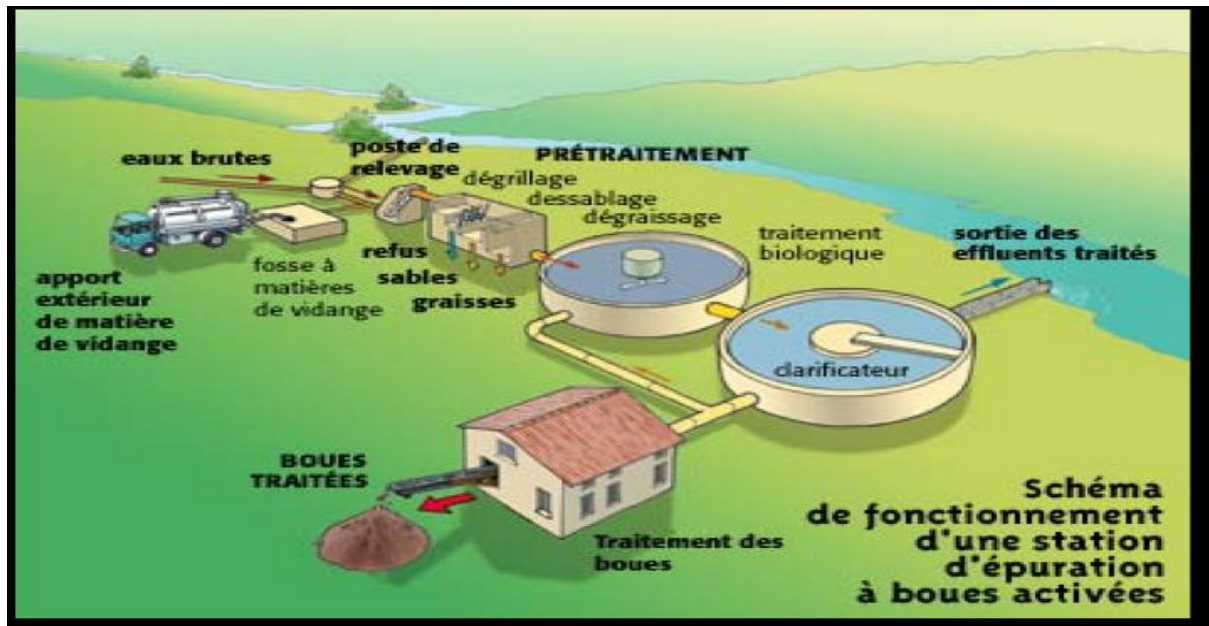 eaux brutes
poste de
relevage
PRÉTRAITEMENT
dégrillage
dessablage
dégraissage
refus
sables
graisses
apport
extérieur
de matière
de vidange
fosse à
matières
de vidange
traitement
biologique
sortie des
effluents traités
clarificateur
BOUES
TRAITÉES
Traitement des
boues
Schéma
de fonctionnement
d'une station
d'épuration
à boues activées